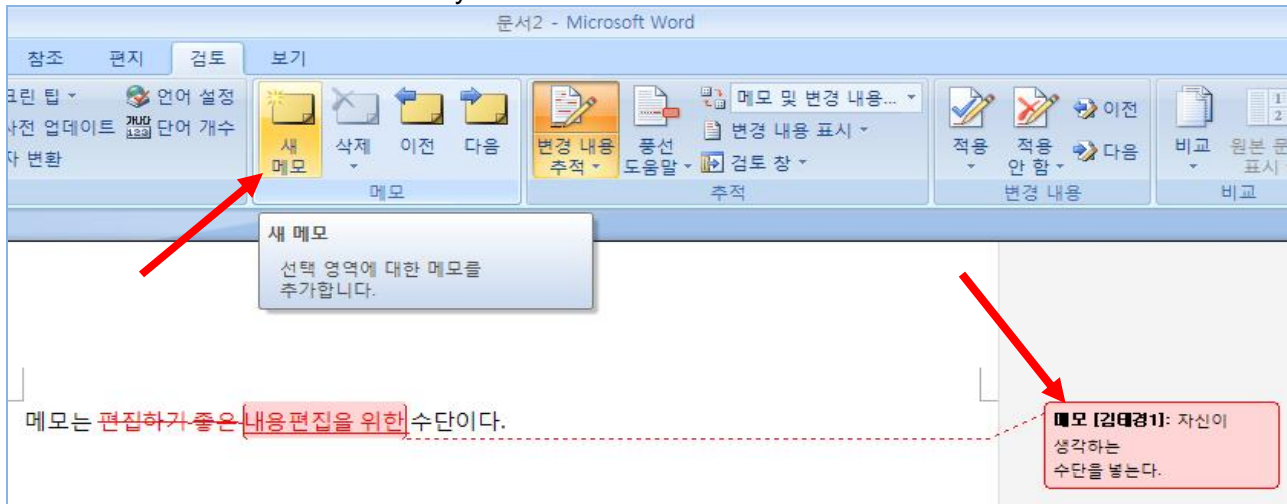 문서2 - Microsoft Word
참조 편지 검토 보기
크린 팁 언어 설정
사전 업데이트 단어 개수
자 변환
새 메모
삭제 이전 다음
메모
변경 내용 추적
풍선 도움말
메모 및 변경 내용...
변경 내용 표시
검토 창
추적
적용
적용 안 함
이전
다음
변경 내용
비교
원본 문
표시
비교
새 메모
선택 영역에 대한 메모를
추가합니다.
메모는 편집하기 좋은 내용편집을 위한 수단이다.
메모 [김태경1]: 자신이
생각하는
수단을 넣는다.